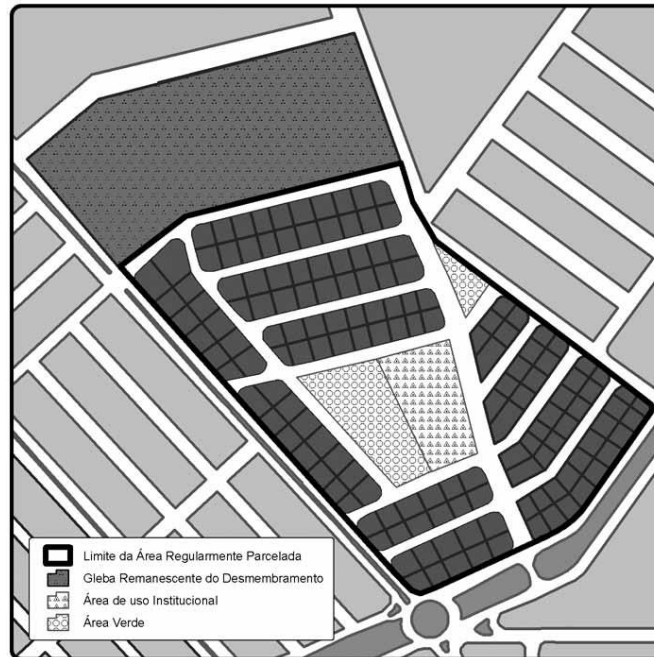 Limite da Área Regularmente Parcelada
Gleba Remanescente do Desmembramento
Área de uso Institucional
Área Verde